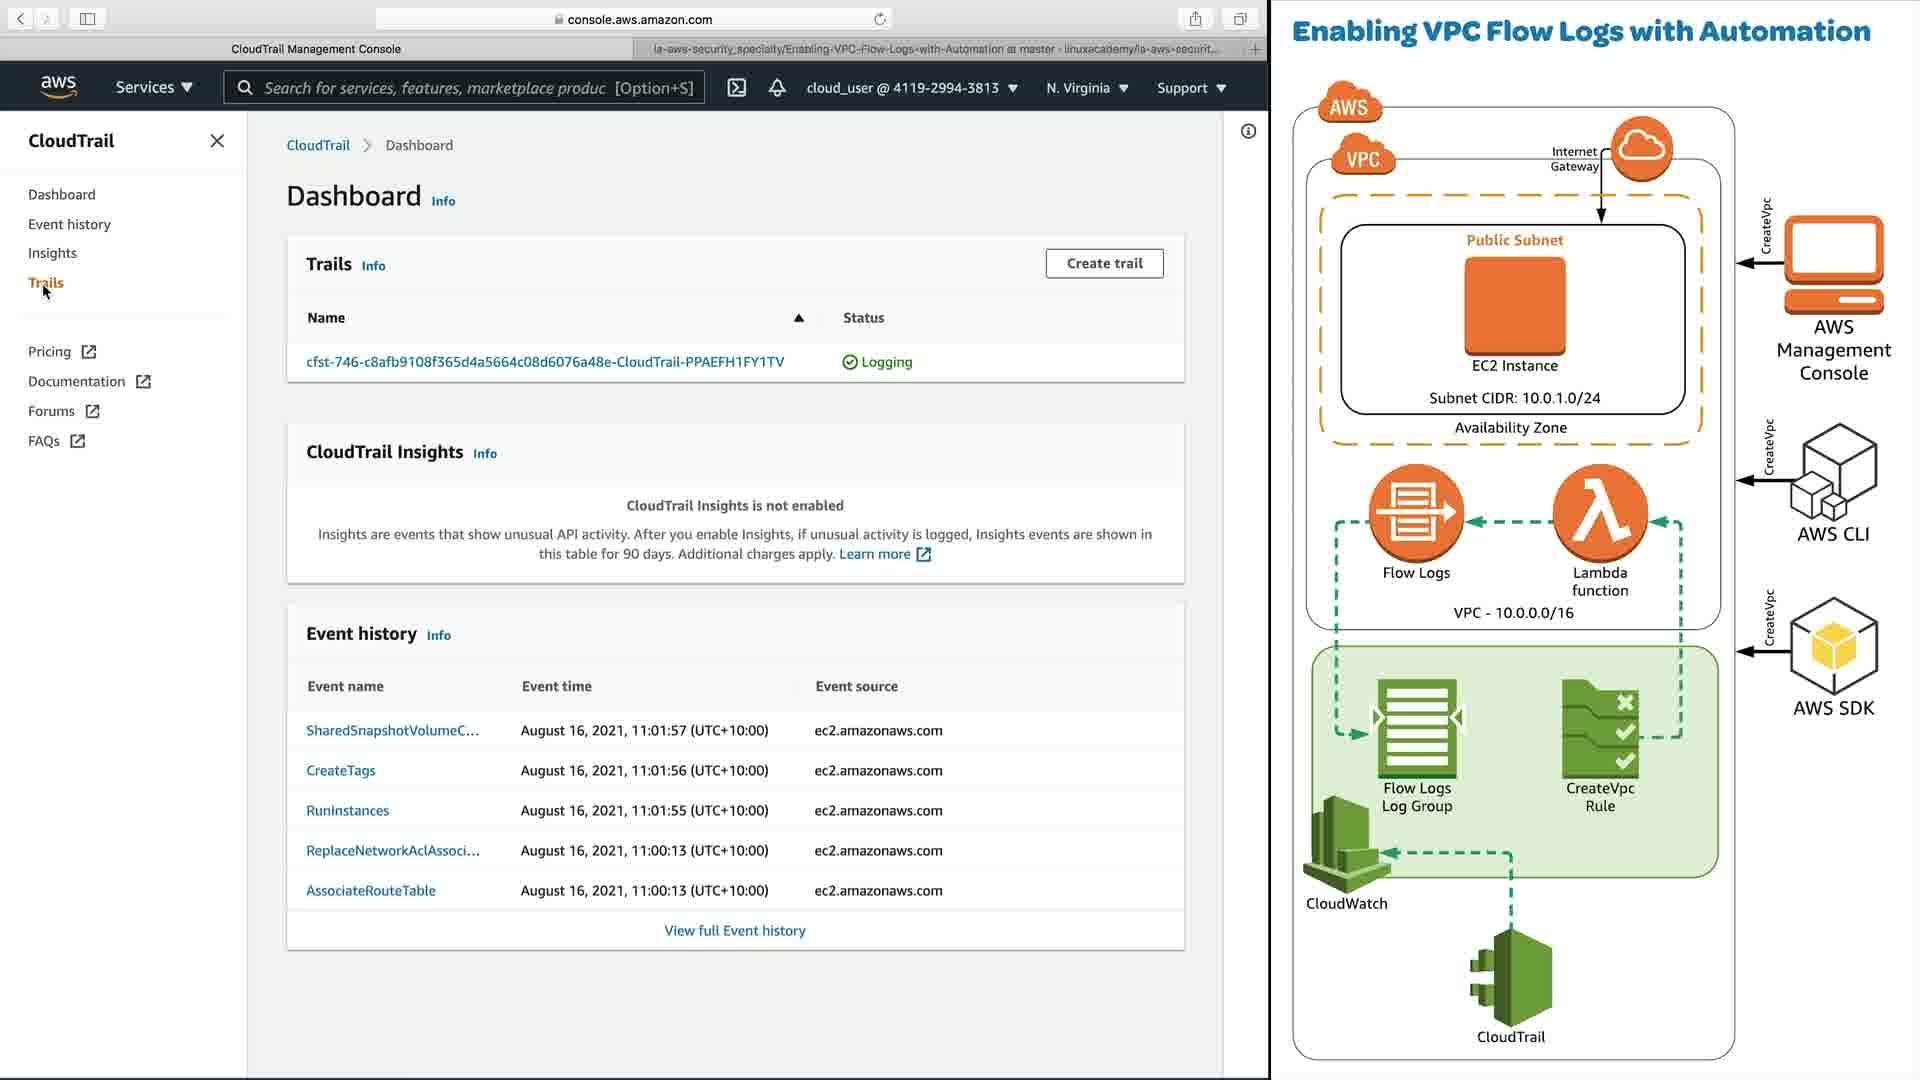 console.aws.amazon.com
CloudTrail Management Console
la-aws-security_specialty/Enabling-VPC-Flow-Logs-with-Automation at master · linuxacademy/la-aws-securit...
aws
Services ▼
Search for services, features, marketplace produc [Option+S]
cloud_user @ 4119-2994-3813 ▼
N. Virginia ▼
Support ▼
CloudTrail
Dashboard
Event history
Insights
Trails
Pricing
Documentation
Forums
FAQs
CloudTrail > Dashboard
Dashboard Info
Trails Info
Create trail
Name ▲ Status
cfst-746-c8afb9108f365d4a5664c08d6076a48e-CloudTrail-PPAEFH1FY1TV Logging
CloudTrail Insights Info
CloudTrail Insights is not enabled
Insights are events that show unusual API activity. After you enable Insights, if unusual activity is logged, Insights events are shown in
this table for 90 days. Additional charges apply. Learn more
Event history Info
Event name Event time Event source
SharedSnapshotVolumeC... August 16, 2021, 11:01:57 (UTC+10:00) ec2.amazonaws.com
CreateTags August 16, 2021, 11:01:56 (UTC+10:00) ec2.amazonaws.com
RunInstances August 16, 2021, 11:01:55 (UTC+10:00) ec2.amazonaws.com
ReplaceNetworkAclAssoci... August 16, 2021, 11:00:13 (UTC+10:00) ec2.amazonaws.com
AssociateRouteTable August 16, 2021, 11:00:13 (UTC+10:00) ec2.amazonaws.com
View full Event history
Enabling VPC Flow Logs with Automation
AWS
VPC
Internet
Gateway
Public Subnet
EC2 Instance
Subnet CIDR: 10.0.1.0/24
Availability Zone
Flow Logs
Lambda
function
VPC - 10.0.0.0/16
Flow Logs
Log Group
CreateVpc
Rule
CloudWatch
CloudTrail
CreateVpc
AWS
Management
Console
CreateVpc
AWS CLI
CreateVpc
AWS SDK